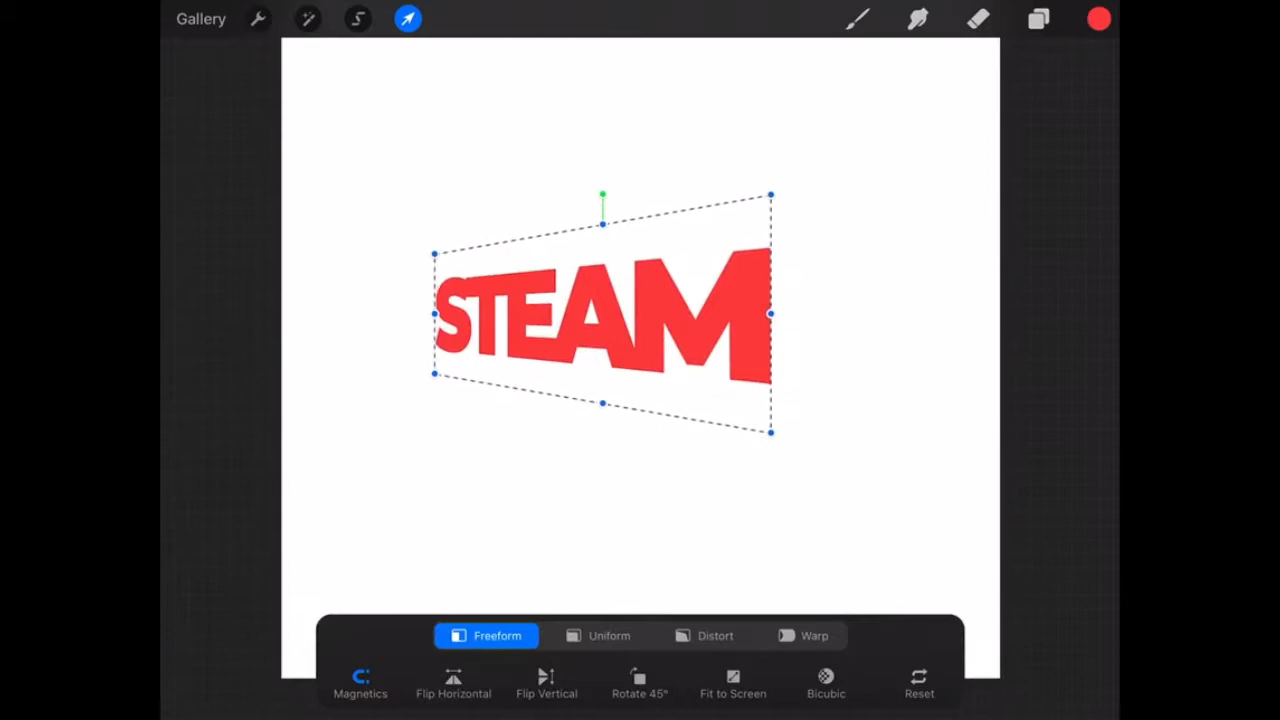 Gallery
STEAM
Freeform Uniform Distort Warp
Magnetics Flip Horizontal Flip Vertical Rotate 45° Fit to Screen Bicubic Reset